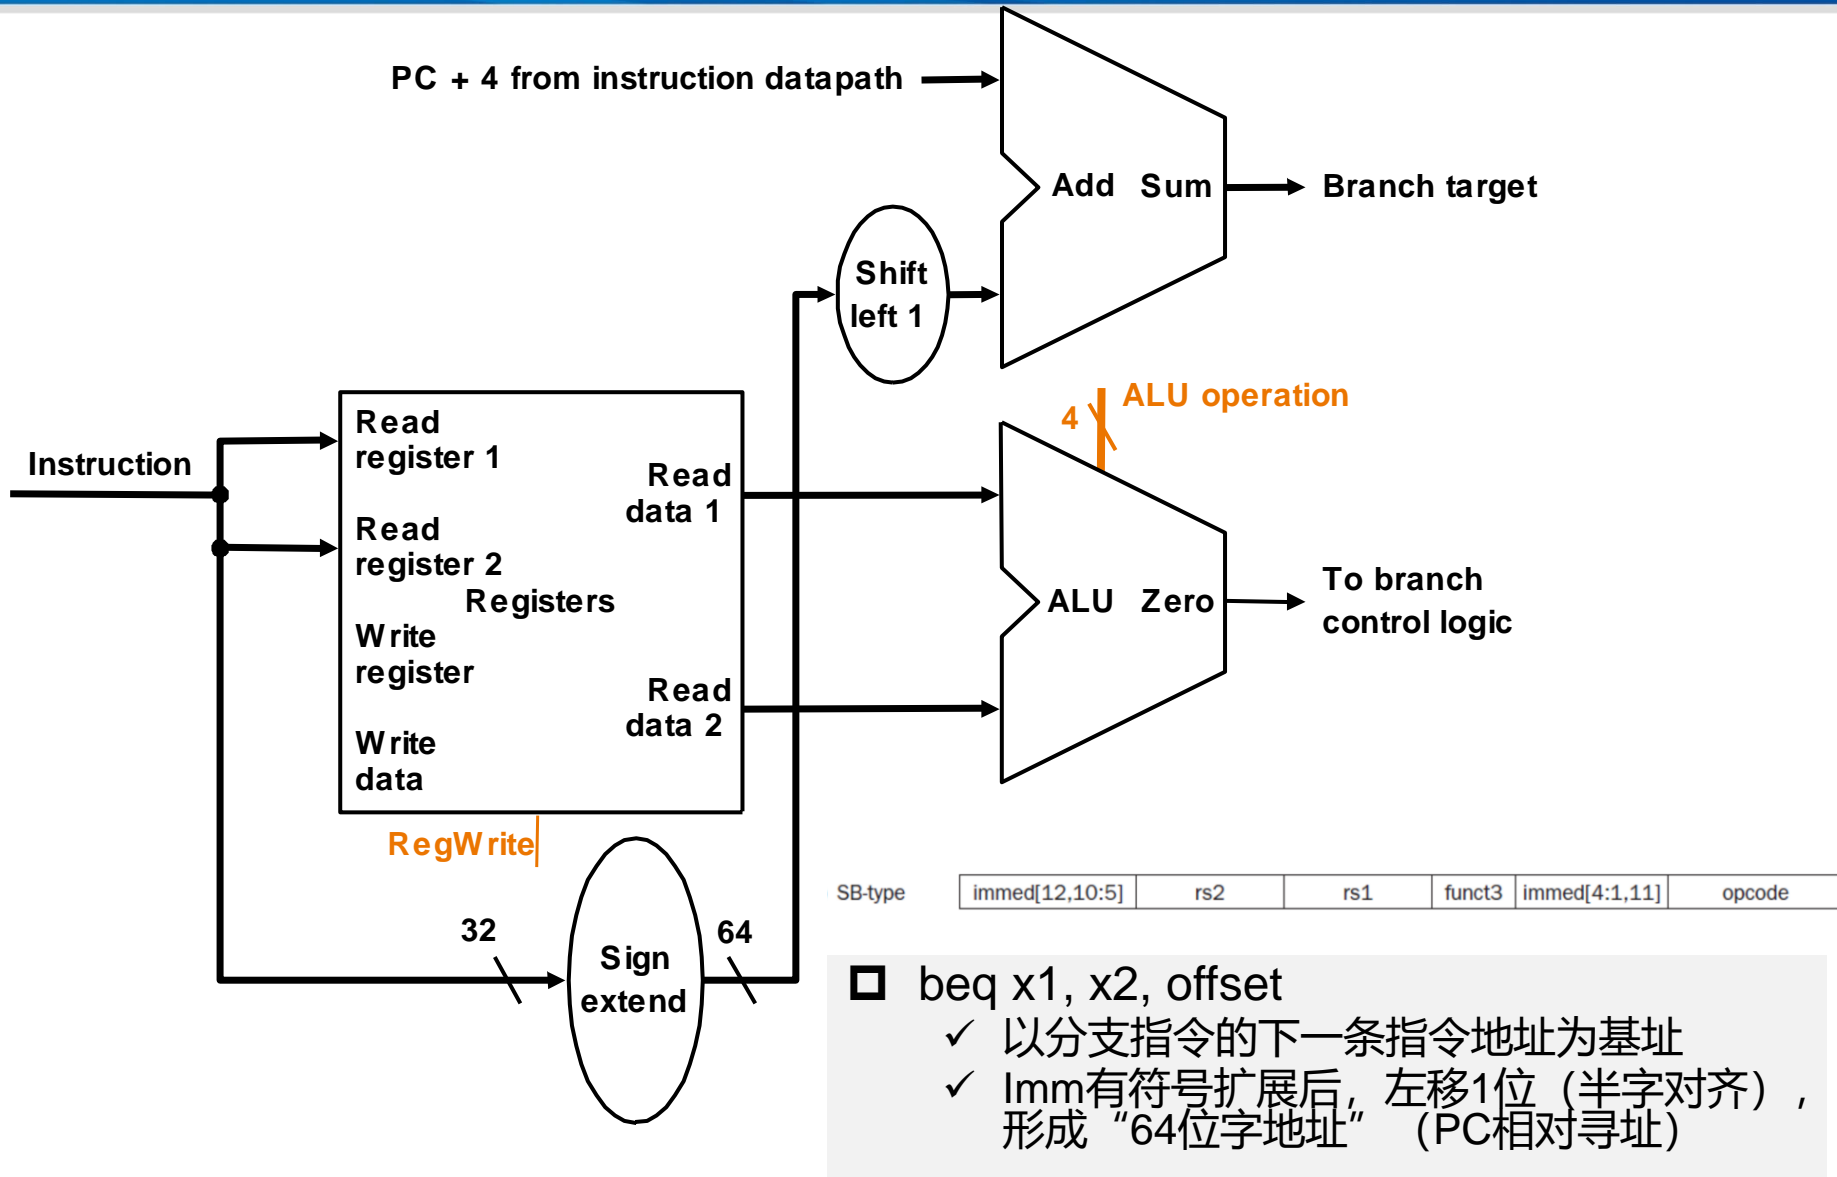 PC + 4 from instruction datapath
Add Sum
Branch target
Shift
left 1
ALU operation
4
Instruction
Read
register 1
Read
data 1
Read
register 2
Registers
ALU Zero
To branch
control logic
Write
register
Read
data 2
Write
data
RegWrite
32
64
Sign
extend
SB-type immed[12,10:5] rs2 rs1 funct3 immed[4:1,11] opcode
beq x1, x2, offset
✓ 以分支指令的下一条指令地址为基址
✓ Imm有符号扩展后，左移1位（半字对齐），
形成“64位字地址”（PC相对寻址）